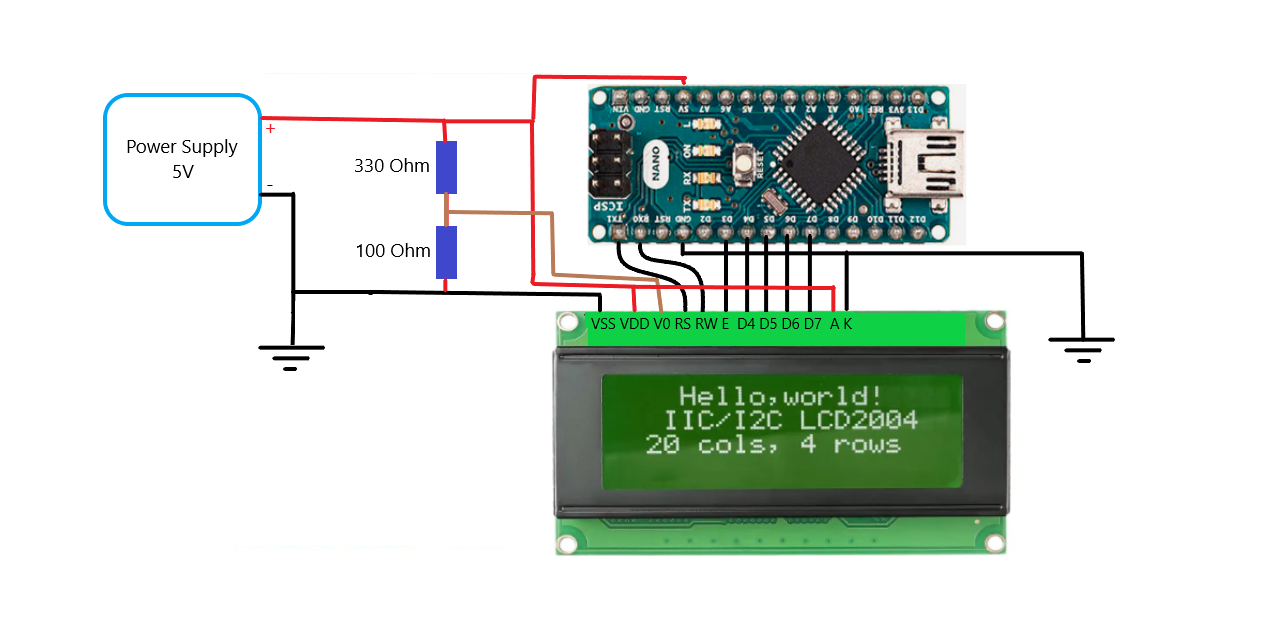 Power Supply
5V
+
-
330 Ohm
100 Ohm
VIN GND RST 5V A7 A6 A5 A4 A3 A2 A1 A0 REF 3V3 D13
L
ON
RX
TX
NANO
RESET
ICSP
TX1 RX0 RST GND D2 D3 D4 D5 D6 D7 D8 D9 D10 D11 D12
VSS VDD V0 RS RW E D4 D5 D6 D7 A K
Hello,world!
IIC/I2C LCD2004
20 cols, 4 rows